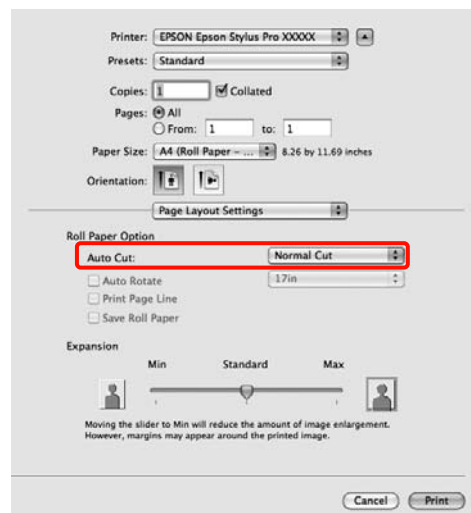 Printer: EPSON Epson Stylus Pro XXXXX
Presets: Standard
Copies: 1 Collated
Pages: All
From: 1 to: 1
Paper Size: A4 (Roll Paper – ... 8.26 by 11.69 inches
Orientation:
Page Layout Settings
Roll Paper Option
Auto Cut: Normal Cut
Auto Rotate 17in
Print Page Line
Save Roll Paper
Expansion
Min Standard Max
Moving the slider to Min will reduce the amount of image enlargement.
However, margins may appear around the printed image.
Cancel Print